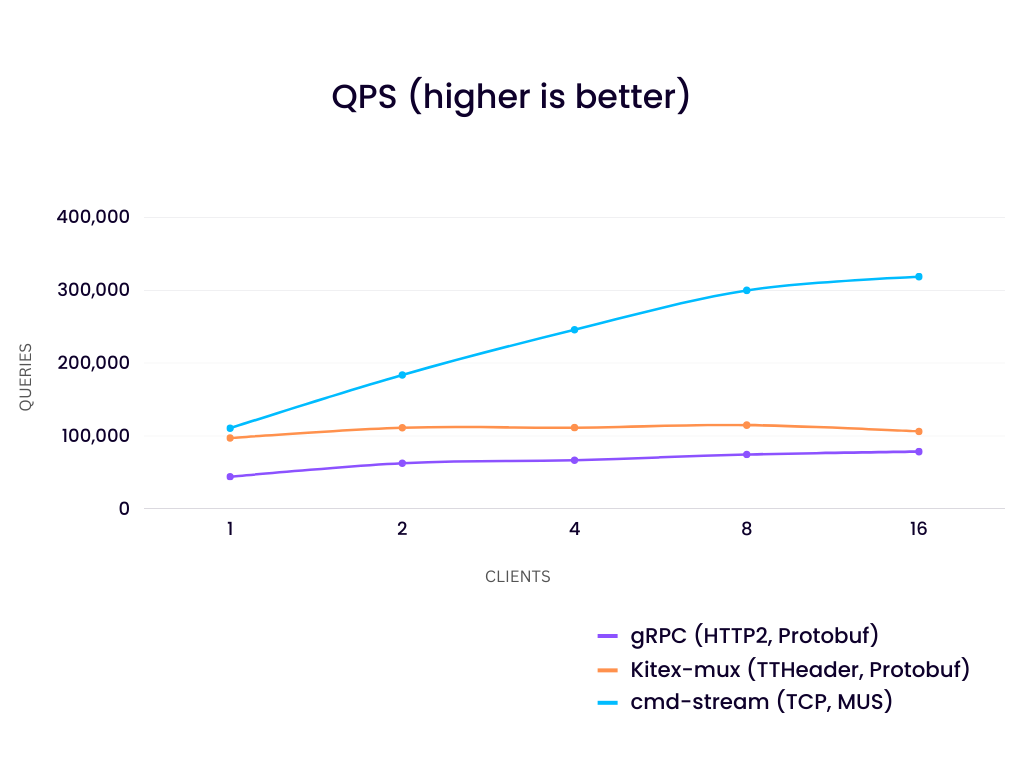 QPS (higher is better)
400,000
300,000
200,000
100,000
0
QUERIES
1 2 4 8 16
CLIENTS
gRPC (HTTP2, Protobuf)
Kitex-mux (TTHeader, Protobuf)
cmd-stream (TCP, MUS)